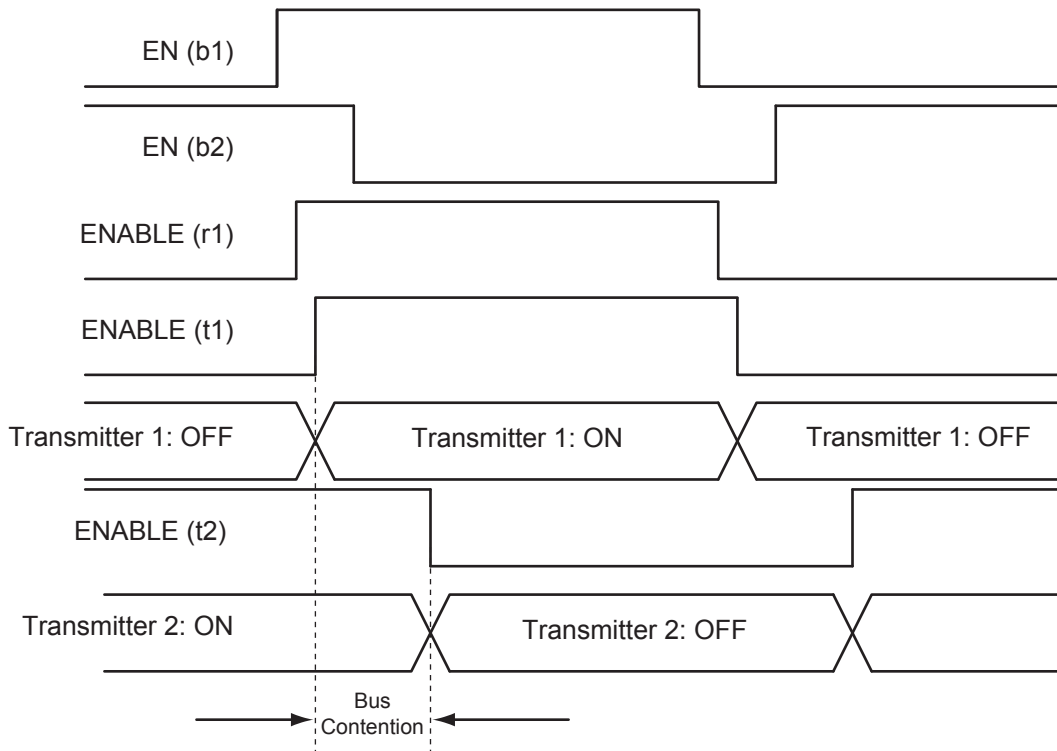 EN (b1)
EN (b2)
ENABLE (r1)
ENABLE (t1)
Transmitter 1: OFF Transmitter 1: ON Transmitter 1: OFF
ENABLE (t2)
Transmitter 2: ON Transmitter 2: OFF
Bus
Contention